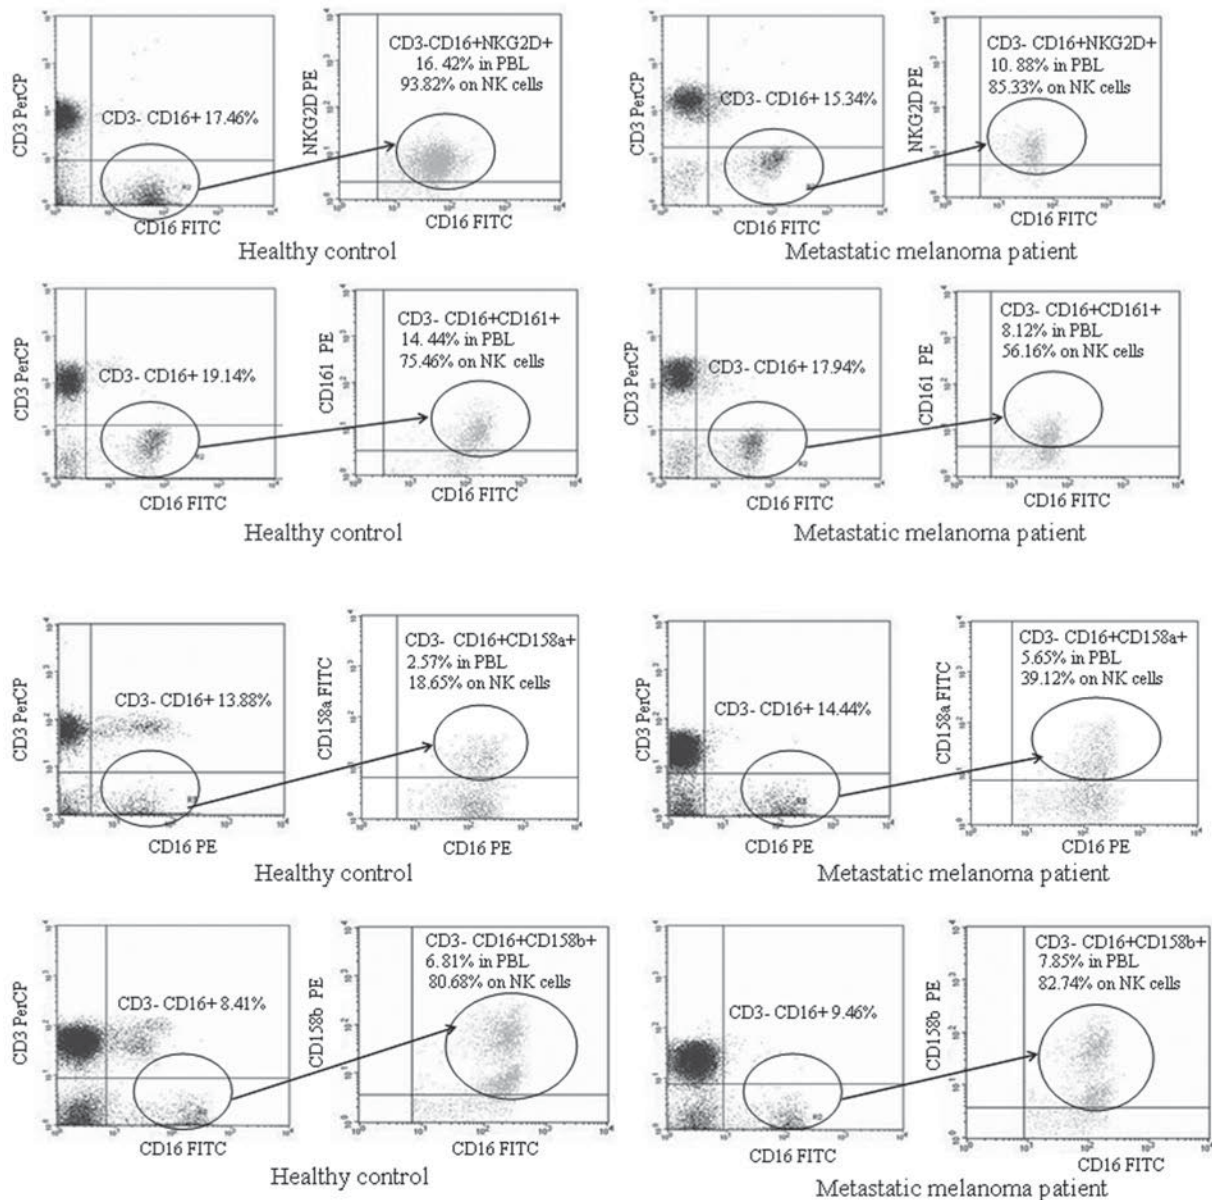 CD3 PerCP
CD3- CD16+ 17.46%
CD16 FITC
NKG2D PE
CD3-CD16+NKG2D+
16. 42% in PBL
93.82% on NK cells
CD16 FITC
Healthy control
CD3 PerCP
CD3- CD16+ 15.34%
CD16 FITC
NKG2D PE
CD3- CD16+NKG2D+
10. 88% in PBL
85.33% on NK cells
CD16 FITC
Metastatic melanoma patient
CD3 PerCP
CD3- CD16+ 19.14%
CD16 FITC
CD161 PE
CD3- CD16+CD161+
14. 44% in PBL
75.46% on NK cells
CD16 FITC
Healthy control
CD3 PerCP
CD3- CD16+ 17.94%
CD16 FITC
CD161 PE
CD3- CD16+CD161+
8.12% in PBL
56.16% on NK cells
CD16 FITC
Metastatic melanoma patient
CD3 PerCP
CD3- CD16+ 13.88%
CD16 PE
CD158a FITC
CD3- CD16+CD158a+
2.57% in PBL
18.65% on NK cells
CD16 PE
Healthy control
CD3 PerCP
CD3- CD16+ 14.44%
CD16 PE
CD158a FITC
CD3- CD16+CD158a+
5.65% in PBL
39.12% on NK cells
CD16 PE
Metastatic melanoma patient
CD3 PerCP
CD3- CD16+ 8.41%
CD16 FITC
CD158b PE
CD3- CD16+CD158b+
6.81% in PBL
80.68% on NK cells
CD16 FITC
Healthy control
CD3 PerCP
CD3- CD16+ 9.46%
CD16 FITC
CD158b PE
CD3- CD16+CD158b+
7.85% in PBL
82.74% on NK cells
CD16 FITC
Metastatic melanoma patient